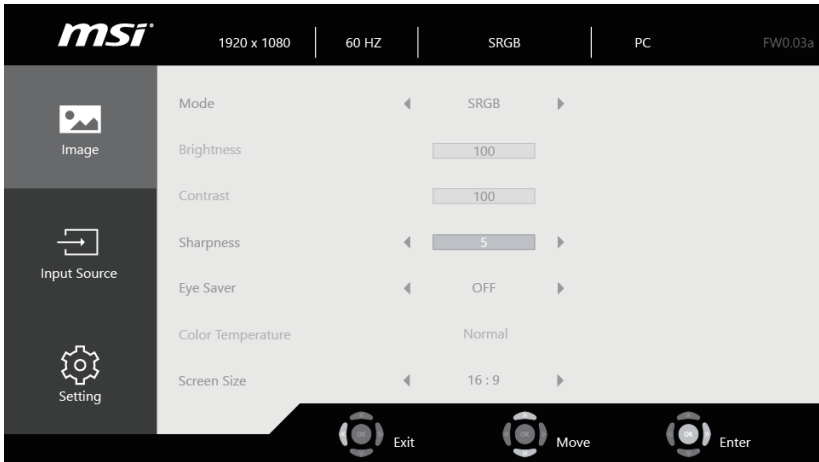 msi
1920 x 1080 60 HZ SRGB PC FW0.03a
Image
Input Source
Setting
Mode SRGB
Brightness 100
Contrast 100
Sharpness 5
Eye Saver OFF
Color Temperature Normal
Screen Size 16 : 9
OK Exit OK Move OK Enter